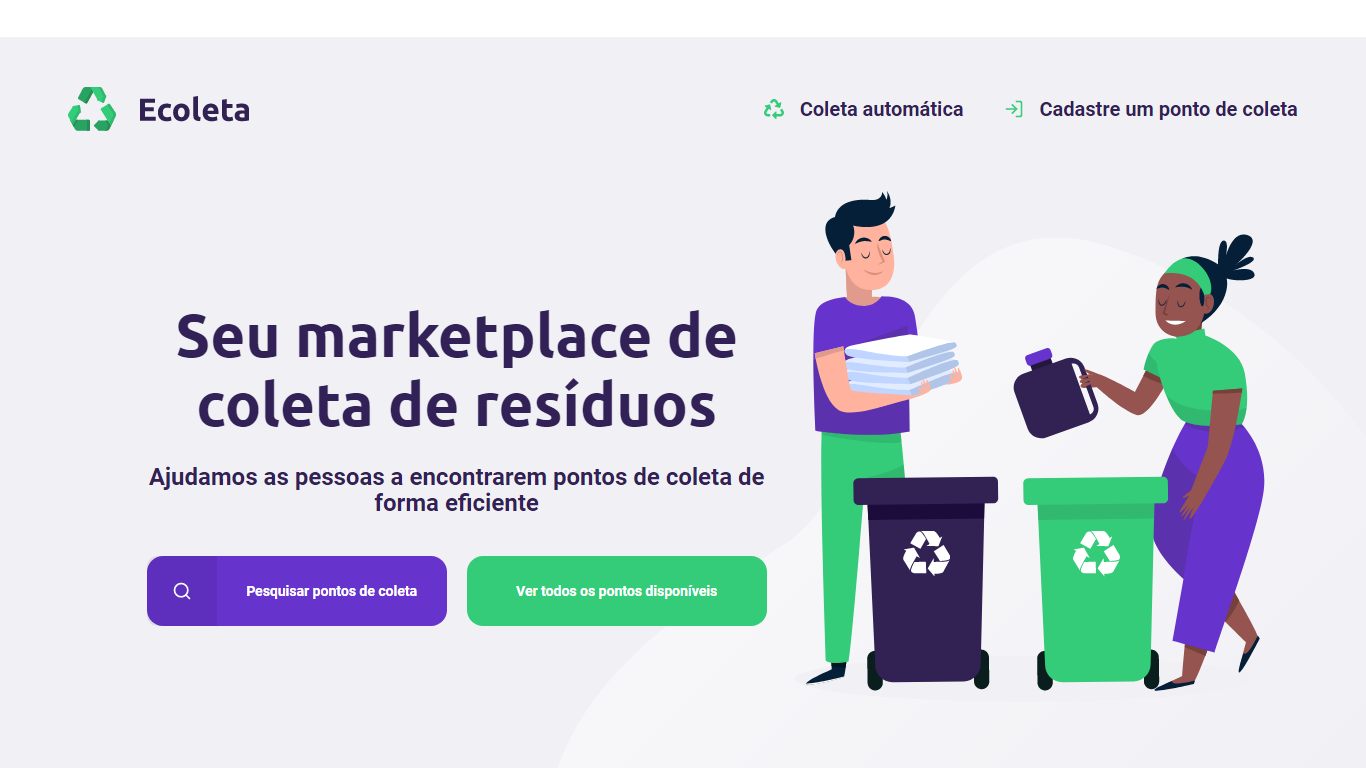 Ecoleta
Coleta automática
Cadastre um ponto de coleta
Seu marketplace de
coleta de resíduos
Ajudamos as pessoas a encontrarem pontos de coleta de
forma eficiente
Pesquisar pontos de coleta
Ver todos os pontos disponíveis